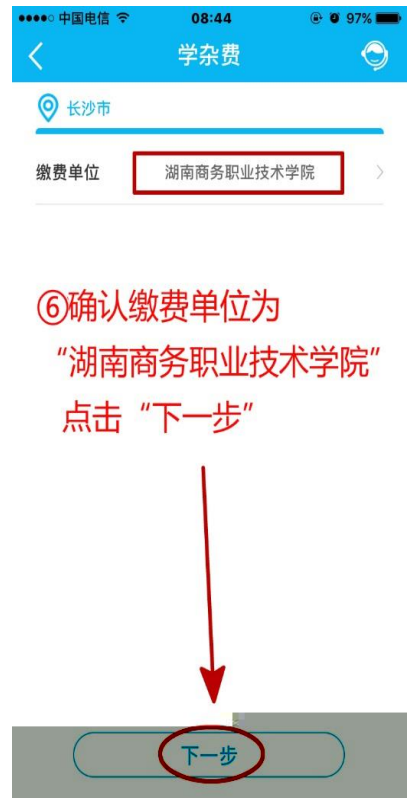 中国电信 08:44 97%
学杂费
长沙市
缴费单位 湖南商务职业技术学院
⑥确认缴费单位为
“湖南商务职业技术学院”
点击“下一步”
下一步